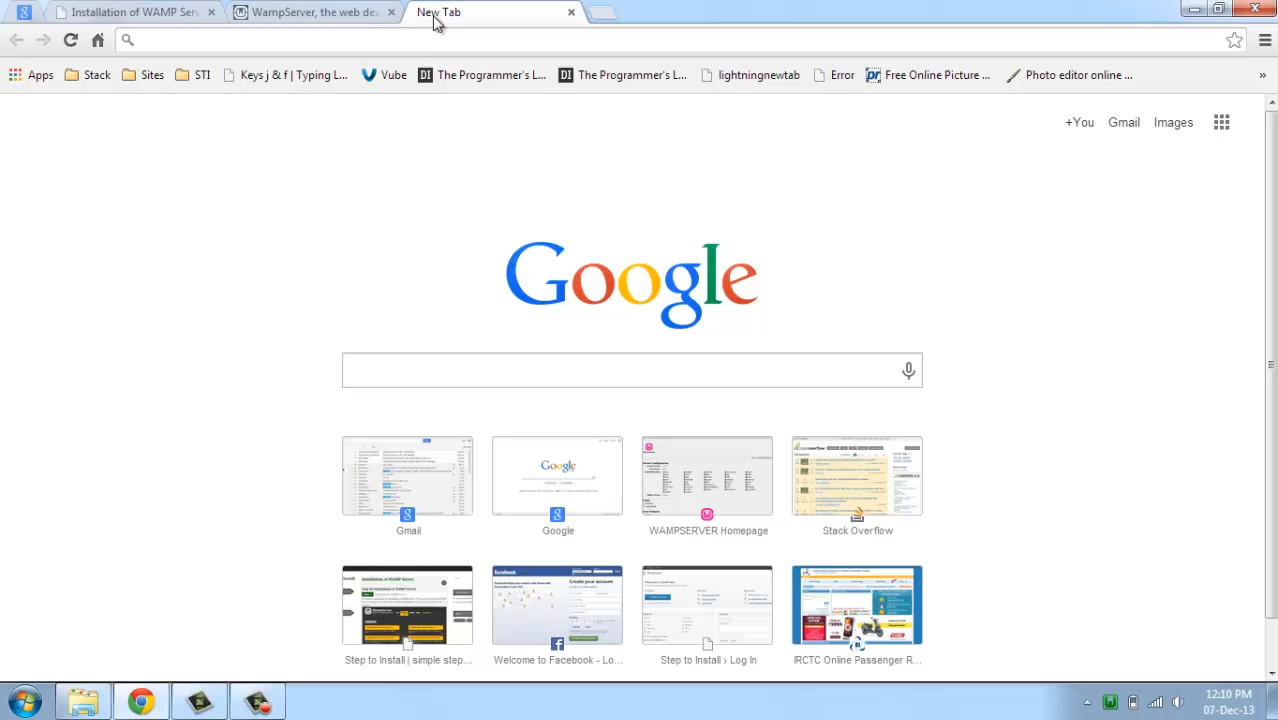 Installation of WAMP Serv
WampServer, the web dev
New Tab
Apps
Stack
Sites
STI
Keys j & f | Typing L...
Vube
DI
The Programmer's L...
DI
The Programmer's L...
lightningnewtab
Error
Free Online Picture ...
Photo editor online ...
»
+You
Gmail
Images
Google
Gmail
Google
WAMPSERVER Homepage
Stack Overflow
Step to Install | simple step...
Welcome to Facebook - Lo...
Step to Install › Log In
IRCTC Online Passenger R...
12:10 PM
07-Dec-13